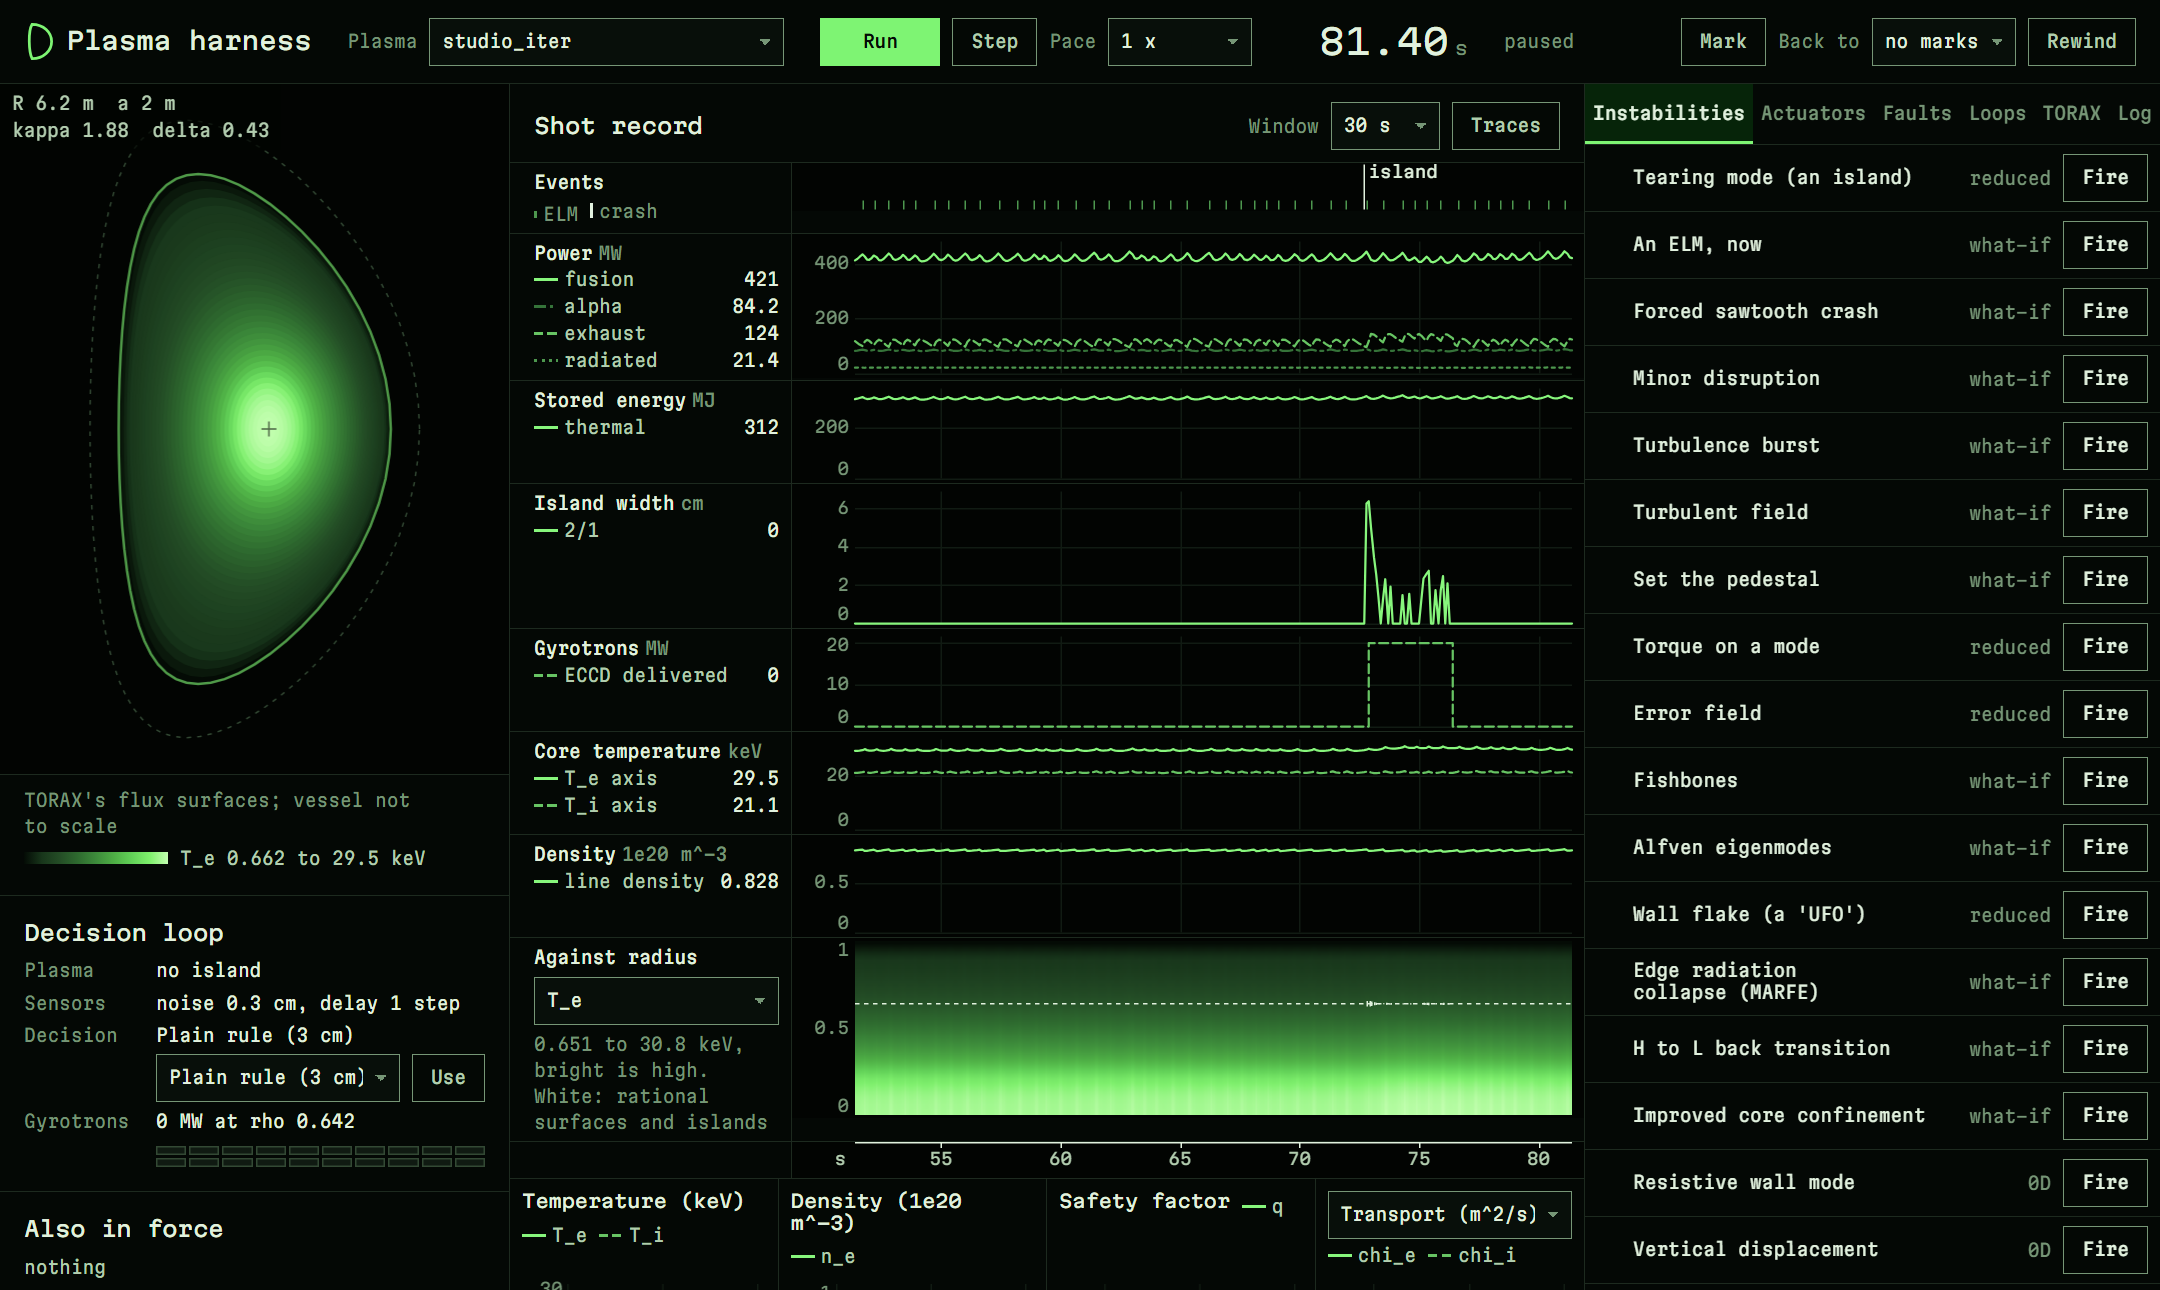 Plasma harness
Plasma studio_iter
Run Step Pace 1 x
81.40 s paused
Mark Back to no marks Rewind
R 6.2 m a 2 m
kappa 1.88 delta 0.43
TORAX's flux surfaces; vessel not
to scale
T_e 0.662 to 29.5 keV
Decision loop
Plasma no island
Sensors noise 0.3 cm, delay 1 step
Decision Plain rule (3 cm)
Plain rule (3 cm) Use
Gyrotrons 0 MW at rho 0.642
Also in force
nothing
Shot record
Window 30 s Traces
Events
ELM crash
island
Power MW
fusion 421
alpha 84.2
exhaust 124
radiated 21.4
400
200
0
Stored energy MJ
thermal 312
200
0
Island width cm
2/1 0
6
4
2
0
Gyrotrons MW
ECCD delivered 0
20
10
0
Core temperature keV
T_e axis 29.5
T_i axis 21.1
20
0
Density 1e20 m^-3
line density 0.828
0.5
0
Against radius
T_e
0.651 to 30.8 keV,
bright is high.
White: rational
surfaces and islands
1
0.5
0
s 55 60 65 70 75 80
Temperature (keV)
T_e T_i
30
Density (1e20
m^-3)
n_e
1
Safety factor q
Transport (m^2/s)
chi_e chi_i
Instabilities Actuators Faults Loops TORAX Log
Tearing mode (an island) reduced Fire
An ELM, now what-if Fire
Forced sawtooth crash what-if Fire
Minor disruption what-if Fire
Turbulence burst what-if Fire
Turbulent field what-if Fire
Set the pedestal what-if Fire
Torque on a mode reduced Fire
Error field reduced Fire
Fishbones what-if Fire
Alfven eigenmodes what-if Fire
Wall flake (a 'UFO') reduced Fire
Edge radiation
collapse (MARFE) what-if Fire
H to L back transition what-if Fire
Improved core confinement what-if Fire
Resistive wall mode 0D Fire
Vertical displacement 0D Fire